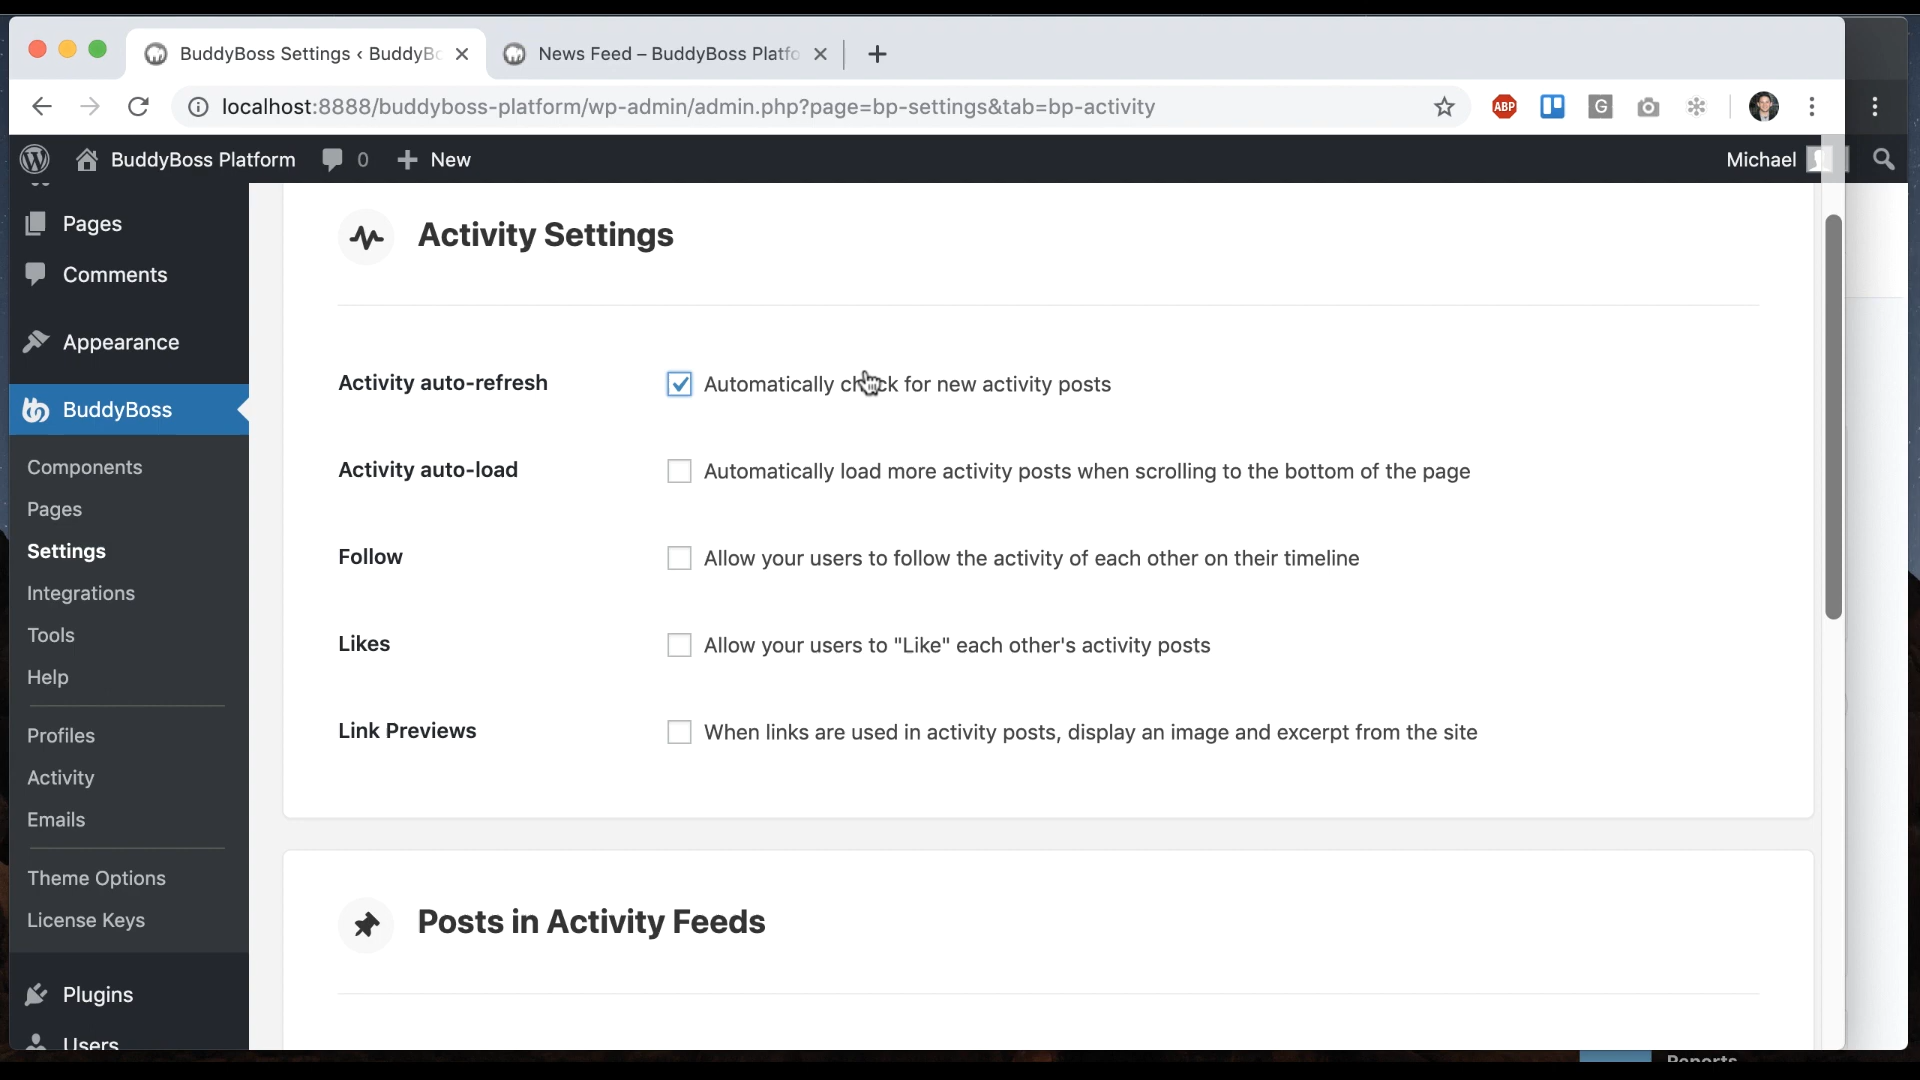 BuddyBoss Settings ‹ BuddyBo
News Feed – BuddyBoss Platfo
localhost:8888/buddyboss-platform/wp-admin/admin.php?page=bp-settings&tab=bp-activity
ABP
G
BuddyBoss Platform
0
New
Michael
Pages
Comments
Appearance
BuddyBoss
Components
Pages
Settings
Integrations
Tools
Help
Profiles
Activity
Emails
Theme Options
License Keys
Plugins
Users
Activity Settings
Activity auto-refresh
Automatically check for new activity posts
Activity auto-load
Automatically load more activity posts when scrolling to the bottom of the page
Follow
Allow your users to follow the activity of each other on their timeline
Likes
Allow your users to "Like" each other's activity posts
Link Previews
When links are used in activity posts, display an image and excerpt from the site
Posts in Activity Feeds
Reports